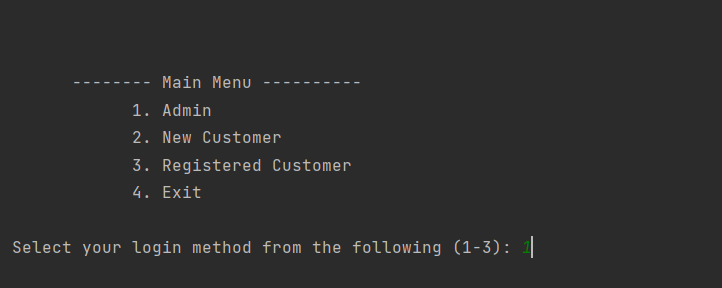 -------- Main Menu ----------
1. Admin
2. New Customer
3. Registered Customer
4. Exit
Select your login method from the following (1-3): 1